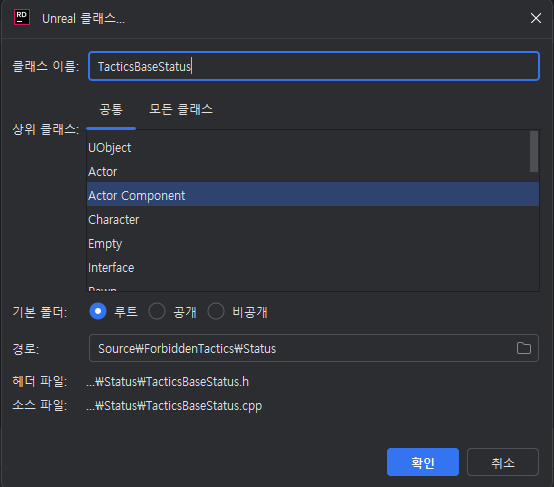 RD Unreal 클래스...
클래스 이름: TacticsBaseStatus
공통 모든 클래스
상위 클래스:
UObject
Actor
Actor Component
Character
Empty
Interface
Pawn
기본 폴더: 루트 공개 비공개
경로: Source₩ForbiddenTactics₩Status
헤더 파일: ...₩Status₩TacticsBaseStatus.h
소스 파일: ...₩Status₩TacticsBaseStatus.cpp
확인 취소